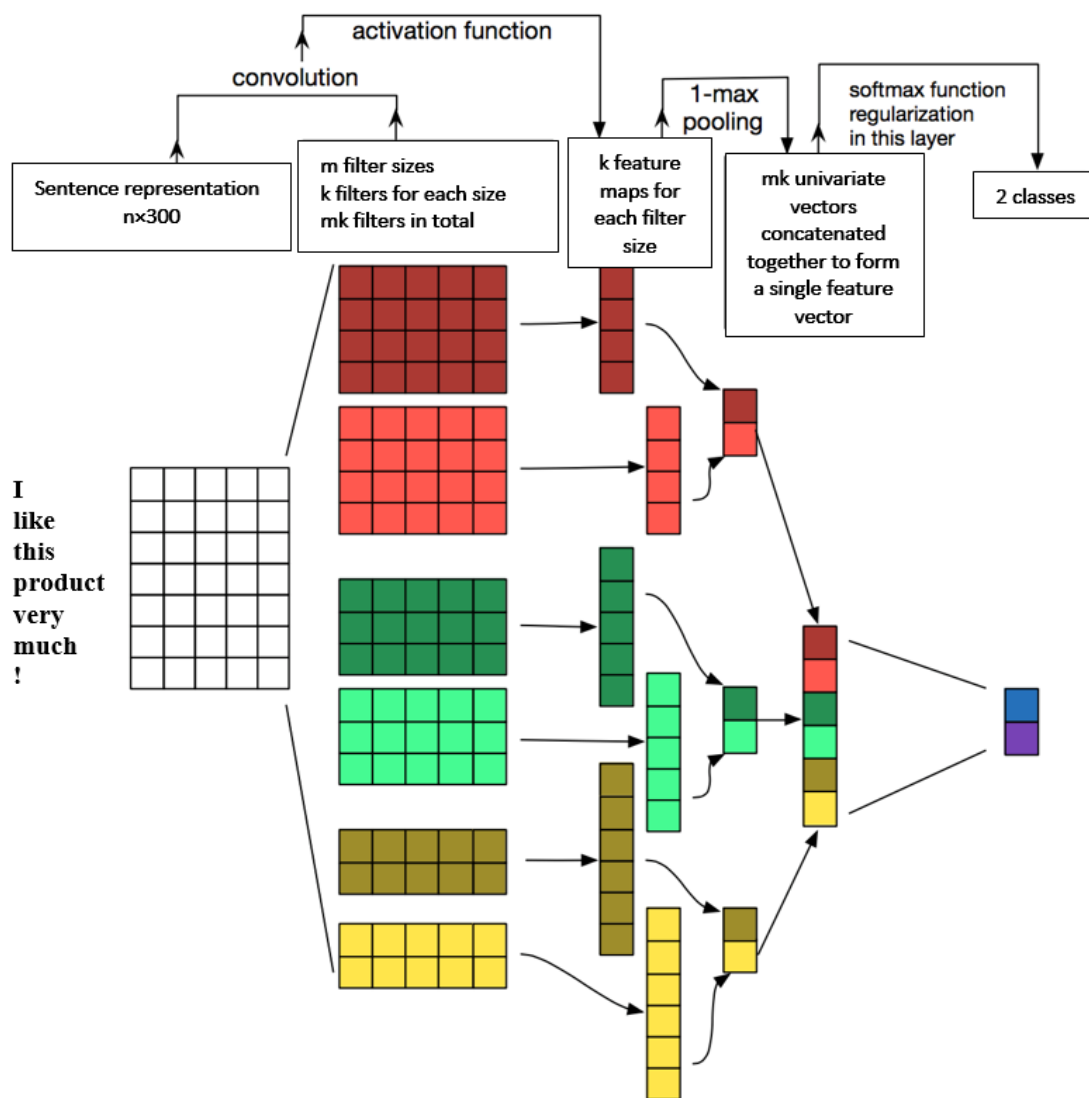 activation function
convolution
1-max
pooling
softmax function
regularization
in this layer
Sentence representation
n×300
m filter sizes
k filters for each size
mk filters in total
k feature
maps for
each filter
size
mk univariate
vectors
concatenated
together to form
a single feature
vector
2 classes
I
like
this
product
very
much
!